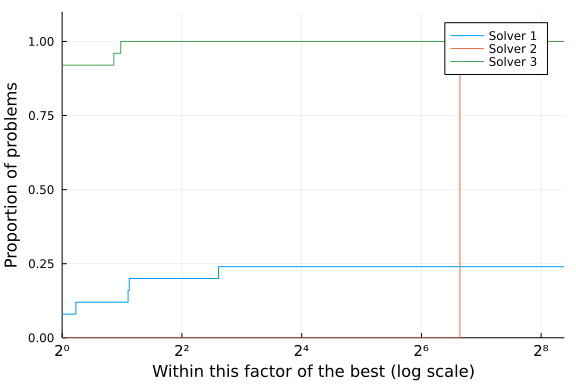 1.00
0.75
0.50
0.25
0.00
Proportion of problems
2⁰
2²
2⁴
2⁶
2⁸
Within this factor of the best (log scale)
Solver 1
Solver 2
Solver 3